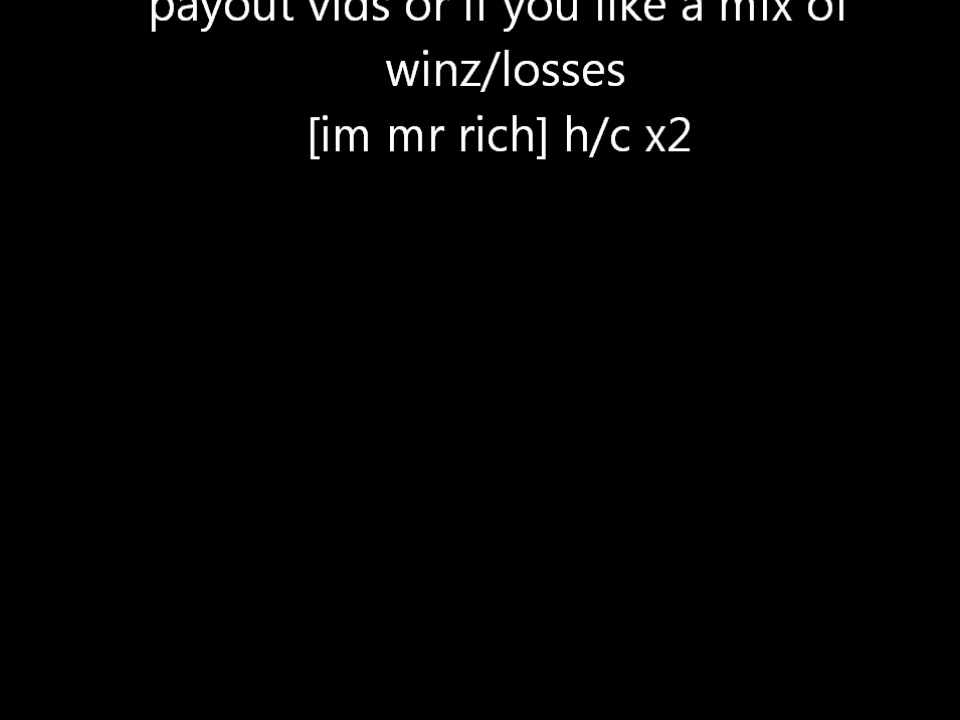 payout vids or if you like a mix of
winz/losses
[im mr rich] h/c x2